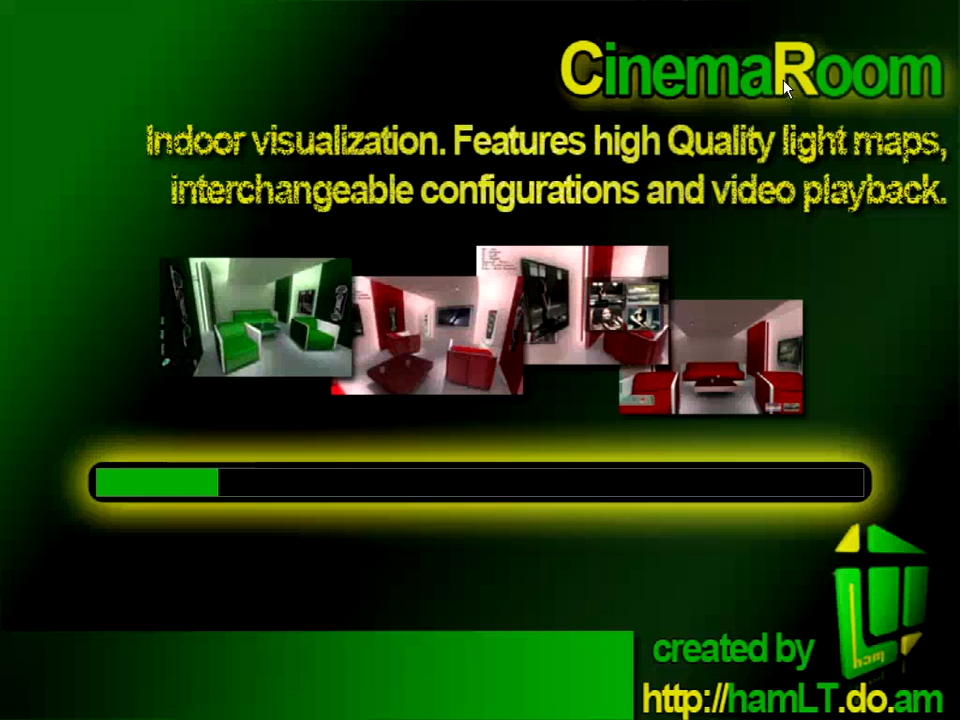 CinemaRoom
Indoor visualization. Features high Quality light maps,
interchangeable configurations and video playback.
ham
created by
http://hamLT.do.am